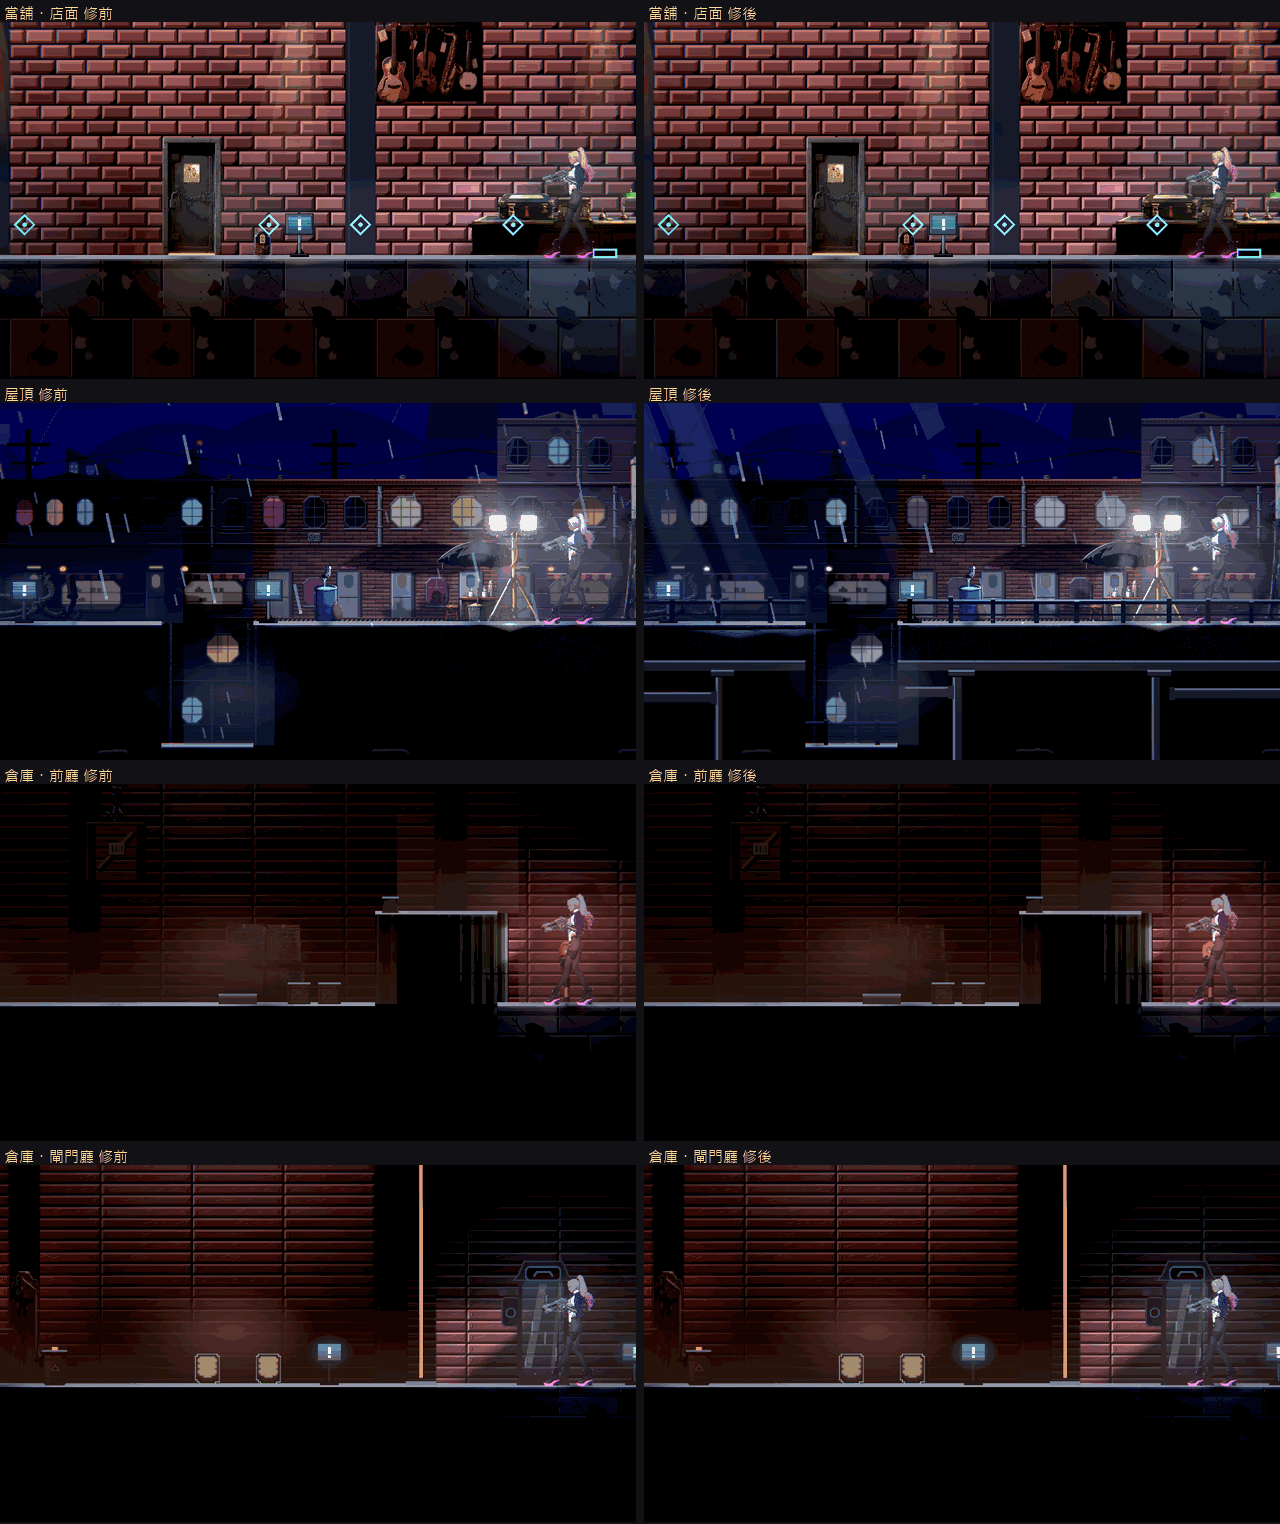 當舖 · 店面 修前
當舖 · 店面 修後
!
!
屋頂 修前
屋頂 修後
!
!
!
!
倉庫 · 前廳 修前
倉庫 · 前廳 修後
倉庫 · 閘門廳 修前
倉庫 · 閘門廳 修後
!
!
!